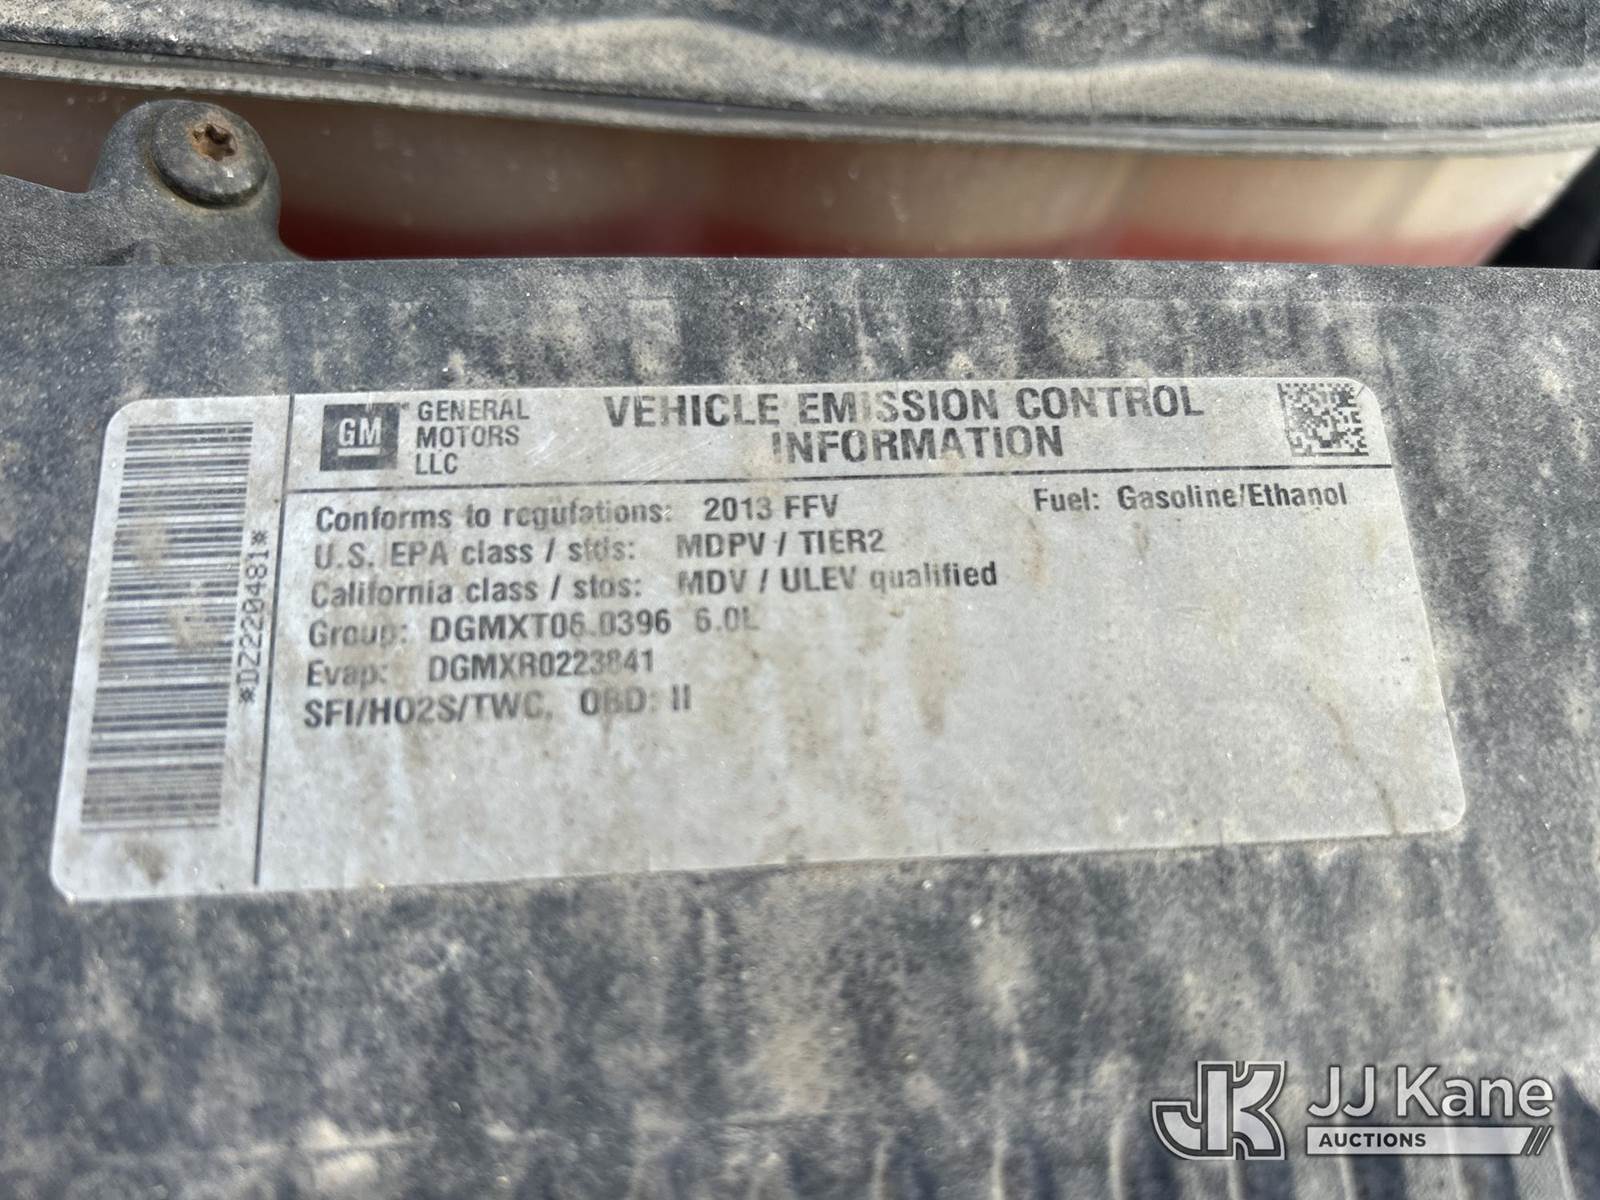 GM
GENERAL
MOTORS
LLC
VEHICLE EMISSION CONTROL
INFORMATION
Conforms to regulations: 2013 FFV
Fuel: Gasoline/Ethanol
U.S. EPA class / stds: MDPV / TIER2
California class / stds: MDV / ULEV qualified
Group: DGMXT06.0396 6.0L
Evap: DGMXR0223841
SFI/HO2S/TWC, OBD: II
*DZ220481*
JK JJ Kane
AUCTIONS